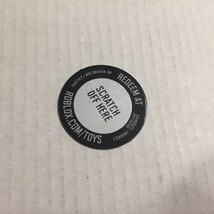 SCRATCH
OFF HERE
REDEEM AT
ROBLOX.COM/TOYS